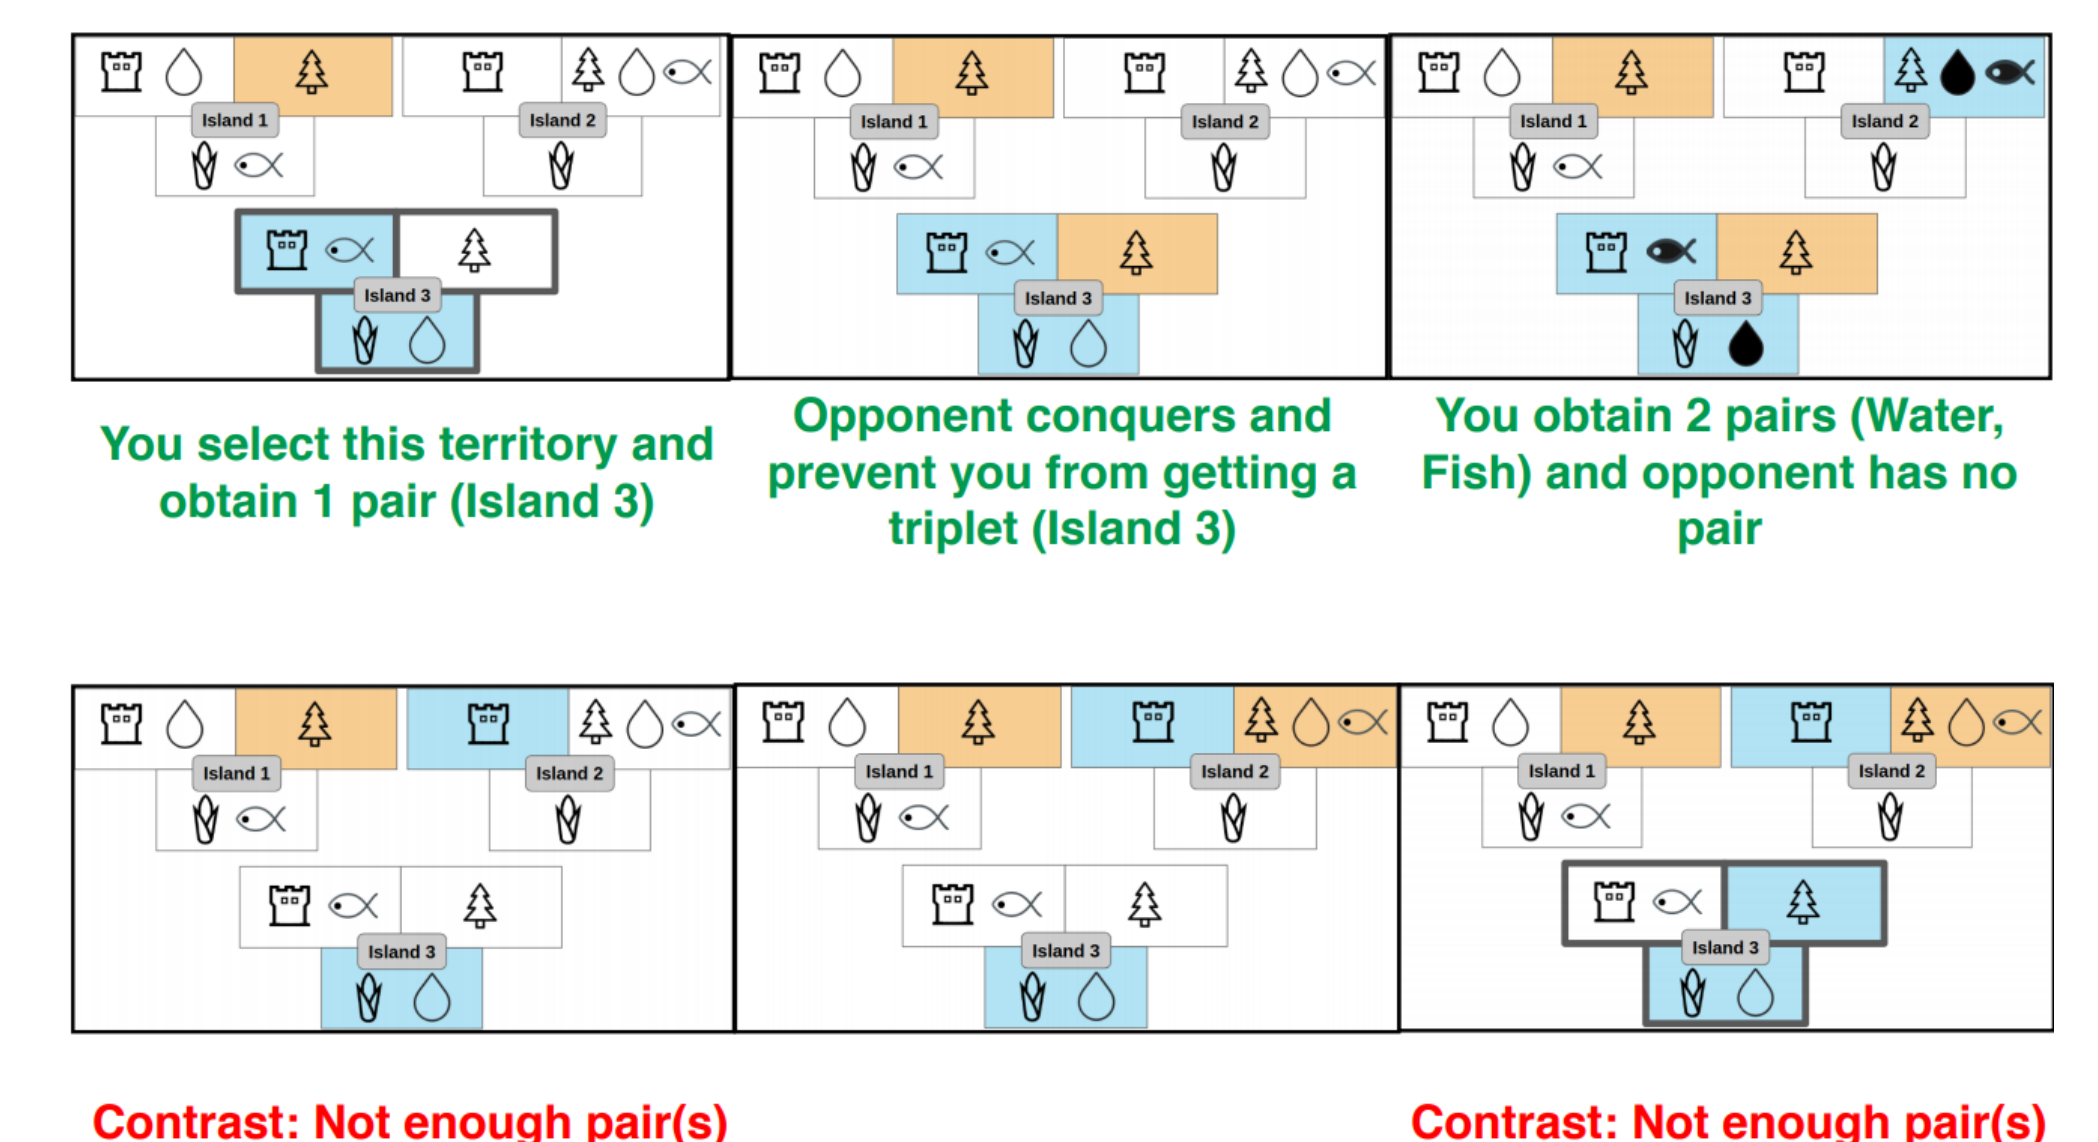 Island 1
Island 2
Island 3
Island 1
Island 2
Island 3
Island 1
Island 2
Island 3
You select this territory and
obtain 1 pair (Island 3)
Opponent conquers and
prevent you from getting a
triplet (Island 3)
You obtain 2 pairs (Water,
Fish) and opponent has no
pair
Island 1
Island 2
Island 3
Island 1
Island 2
Island 3
Island 1
Island 2
Island 3
Contrast: Not enough pair(s)
Contrast: Not enough pair(s)